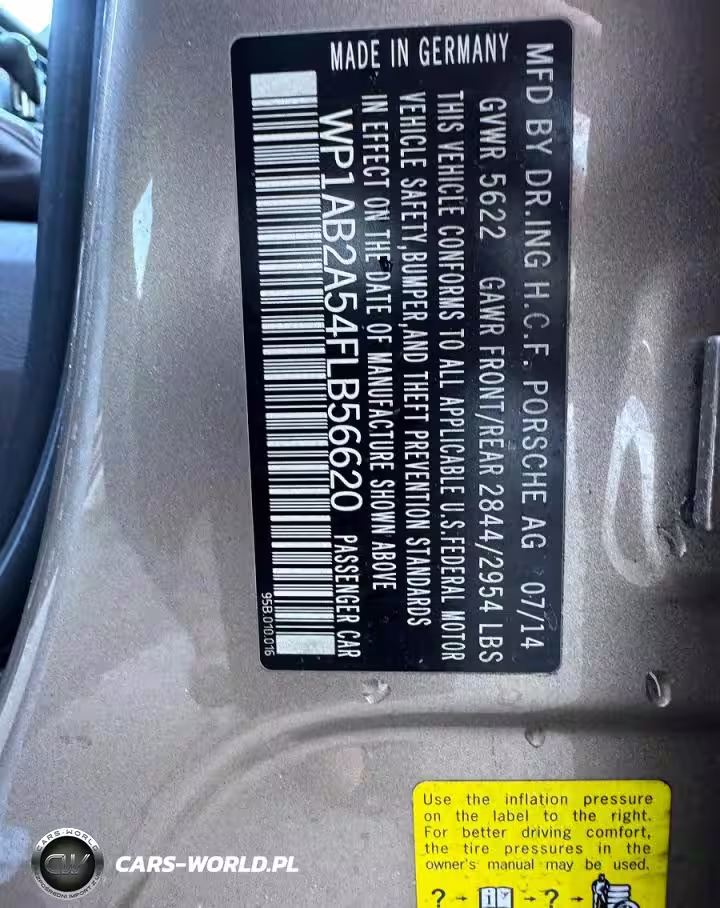 MFD BY DR.ING H.C.F. PORSCHE AG 07/14
MADE IN GERMANY
GVWR 5622 GAWR FRONT/REAR 2844/2954 LBS
THIS VEHICLE CONFORMS TO ALL APPLICABLE U.S.FEDERAL MOTOR
VEHICLE SAFETY,BUMPER,AND THEFT PREVENTION STANDARDS
IN EFFECT ON THE DATE OF MANUFACTURE SHOWN ABOVE
WP1AB2A54FLB56620 PASSENGER CAR
95B.010.016
Use the inflation pressure
on the label to the right.
For better driving comfort,
the tire pressures in the
owner's manual may be used.
? → i → ? →
CARS-WORLD
CW
CARS-WORLD.PL